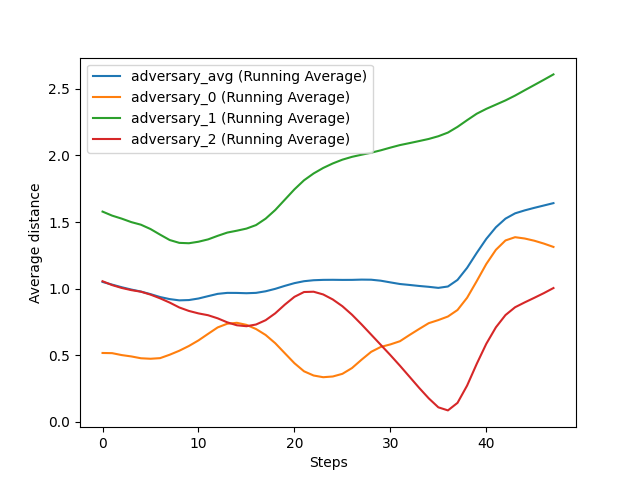 adversary_avg (Running Average)
adversary_0 (Running Average)
adversary_1 (Running Average)
adversary_2 (Running Average)
2.5
2.0
1.5
1.0
0.5
0.0
Average distance
0 10 20 30 40
Steps